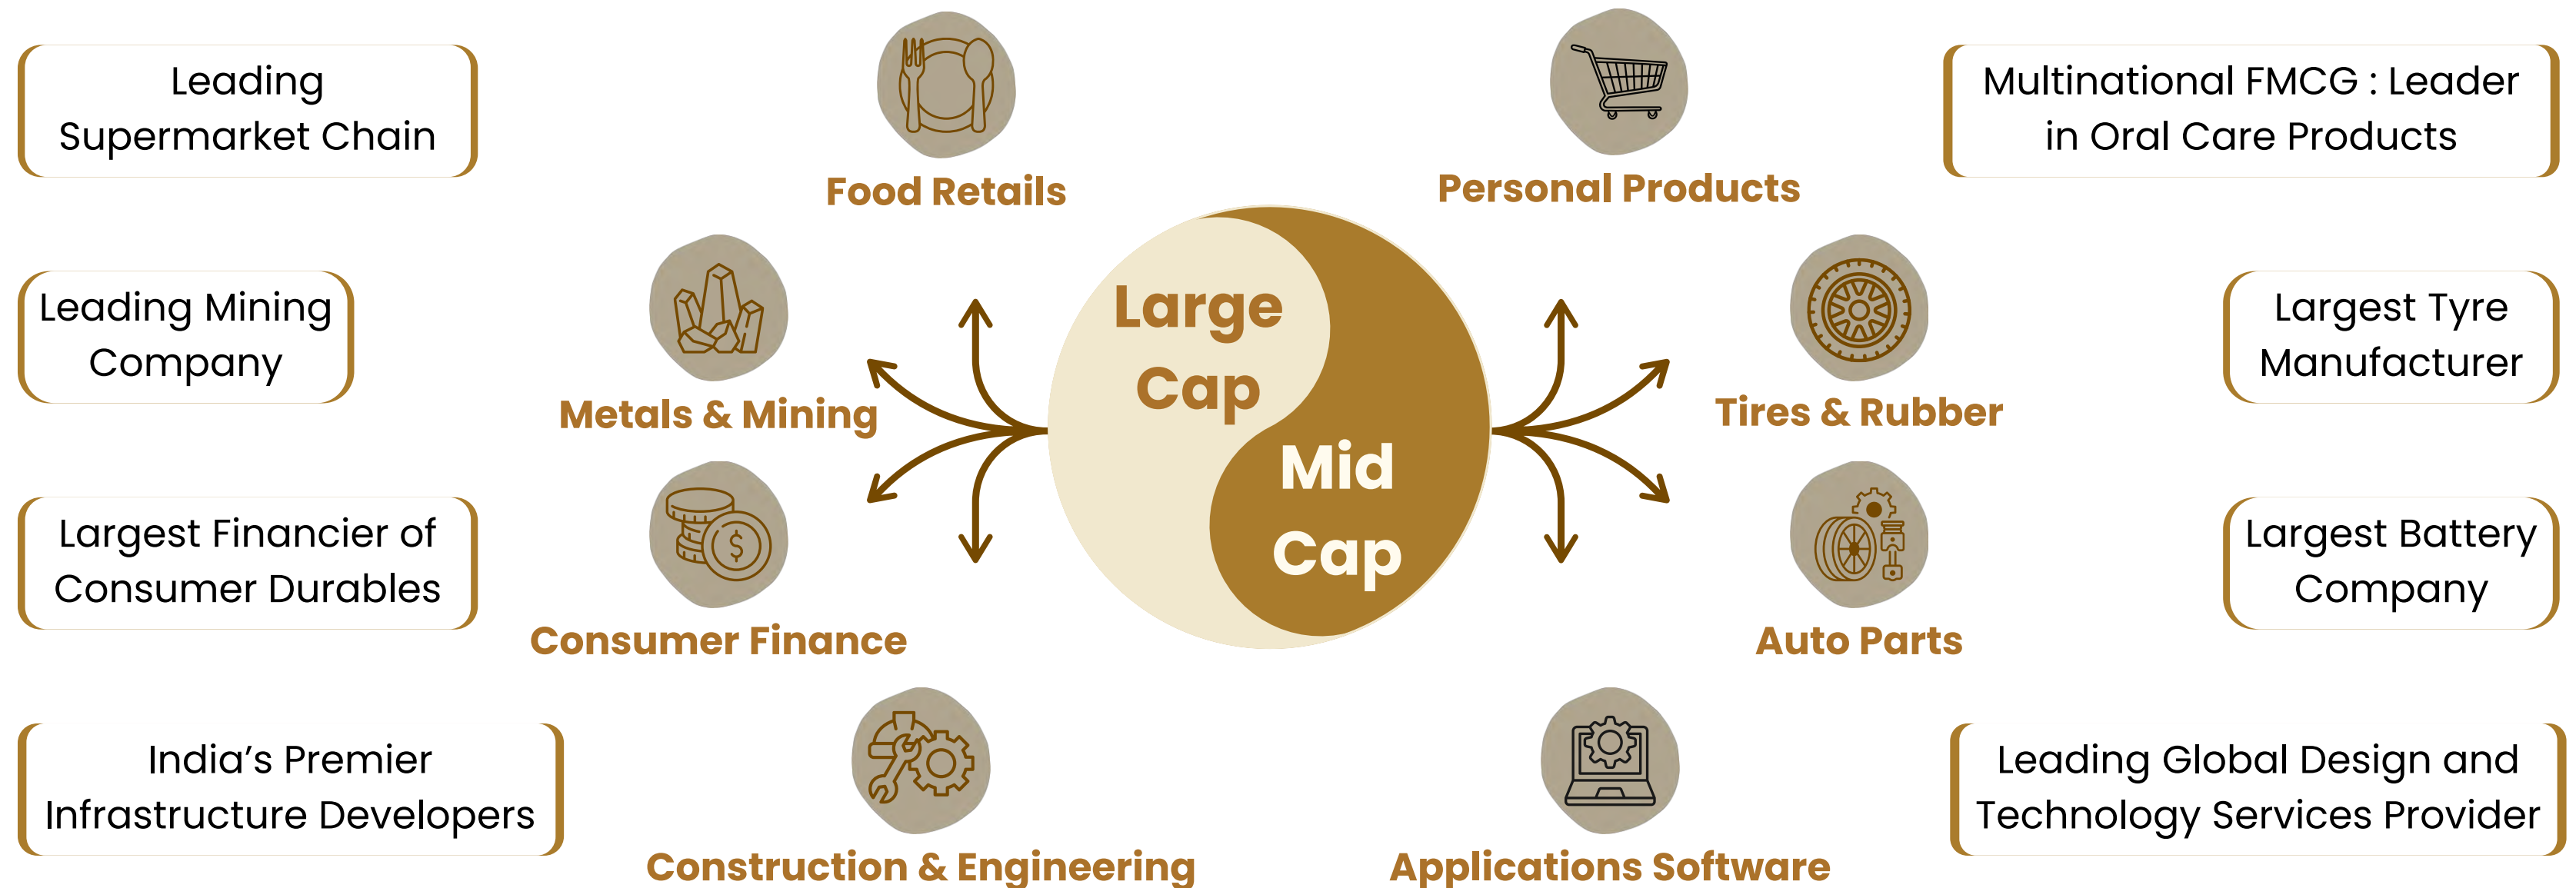 Leading
Supermarket Chain
Food Retails
Personal Products
Multinational FMCG : Leader
in Oral Care Products
Leading Mining
Company
Metals & Mining
Large
Cap
Mid
Cap
Tires & Rubber
Largest Tyre
Manufacturer
Largest Financier of
Consumer Durables
Consumer Finance
$
Auto Parts
Largest Battery
Company
India’s Premier
Infrastructure Developers
Construction & Engineering
Applications Software
Leading Global Design and
Technology Services Provider